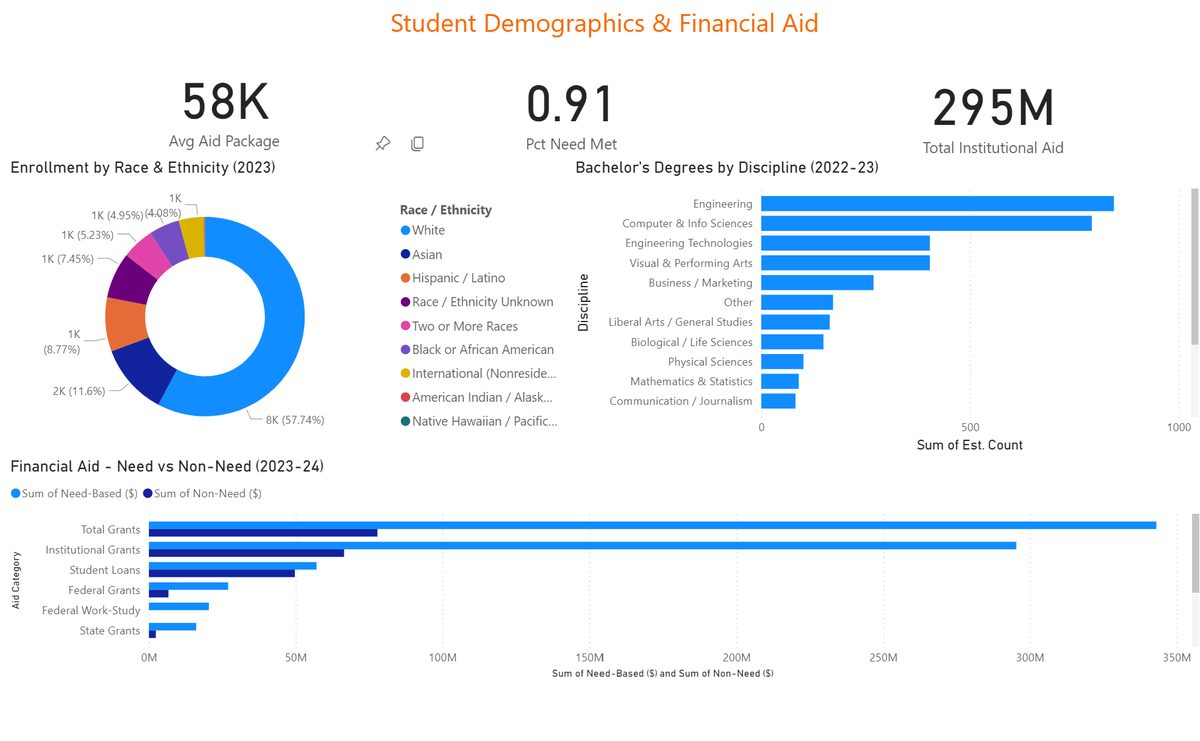 Student Demographics & Financial Aid
58K
Avg Aid Package
0.91
Pct Need Met
295M
Total Institutional Aid
Enrollment by Race & Ethnicity (2023)
1K
(4.08%)
1K (4.95%)
1K (5.23%)
1K (7.45%)
1K
(8.77%)
2K (11.6%)
8K (57.74%)
Race / Ethnicity
White
Asian
Hispanic / Latino
Race / Ethnicity Unknown
Two or More Races
Black or African American
International (Nonreside...
American Indian / Alask...
Native Hawaiian / Pacific...
Bachelor's Degrees by Discipline (2022-23)
Discipline
Engineering
Computer & Info Sciences
Engineering Technologies
Visual & Performing Arts
Business / Marketing
Other
Liberal Arts / General Studies
Biological / Life Sciences
Physical Sciences
Mathematics & Statistics
Communication / Journalism
0 500 1000
Sum of Est. Count
Financial Aid - Need vs Non-Need (2023-24)
Sum of Need-Based ($) Sum of Non-Need ($)
Aid Category
Total Grants
Institutional Grants
Student Loans
Federal Grants
Federal Work-Study
State Grants
0M 50M 100M 150M 200M 250M 300M 350M
Sum of Need-Based ($) and Sum of Non-Need ($)